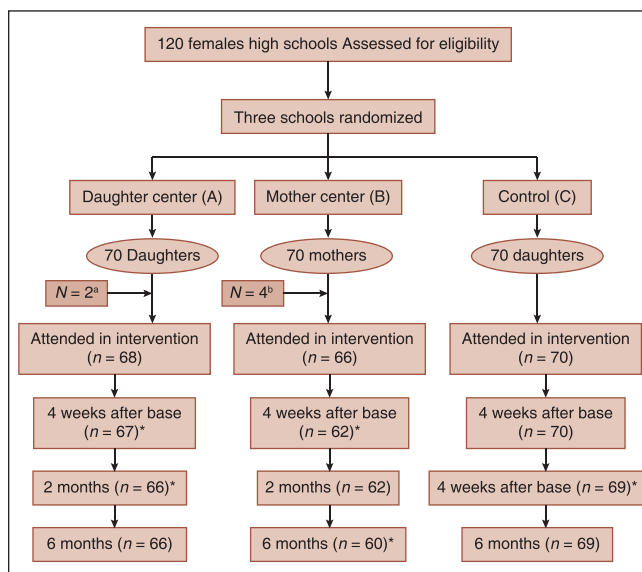 120 females high schools Assessed for eligibility
Three schools randomized
Daughter center (A)
Mother center (B)
Control (C)
70 Daughters
70 mothers
70 daughters
N = 2ᵃ
N = 4ᵇ
Attended in intervention
(n = 68)
Attended in intervention
(n = 66)
Attended in intervention
(n = 70)
4 weeks after base
(n = 67)*
4 weeks after base
(n = 62)*
4 weeks after base
(n = 70)
2 months (n = 66)*
2 months (n = 62)
4 weeks after base (n = 69)*
6 months (n = 66)
6 months (n = 60)*
6 months (n = 69)